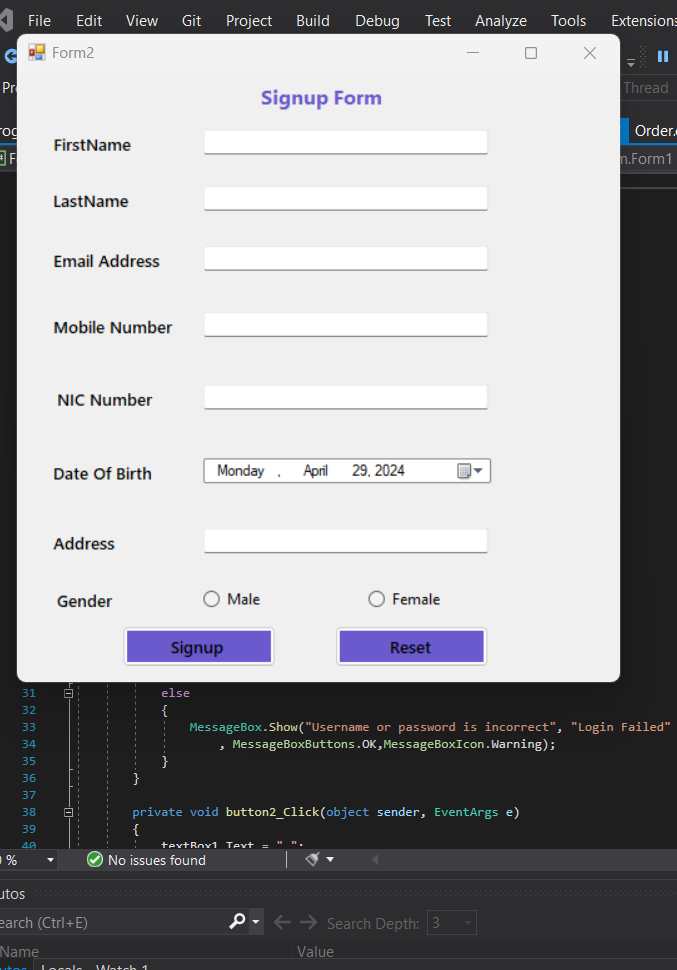 File Edit View Git Project Build Debug Test Analyze Tools Extensions
Form2
Thread
Signup Form
Order.
FirstName
m.Form1
LastName
Email Address
Mobile Number
NIC Number
Date Of Birth Monday , April 29, 2024
Address
Gender Male Female
Signup Reset
31 else
32 {
33 MessageBox.Show("Username or password is incorrect", "Login Failed"
34 , MessageBoxButtons.OK,MessageBoxIcon.Warning);
35 }
36 }
37
38 private void button2_Click(object sender, EventArgs e)
39 {
40 textBox1.Text = " ";
% No issues found
utos
earch (Ctrl+E) Search Depth: 3
Name Value
utos Locals Watch 1